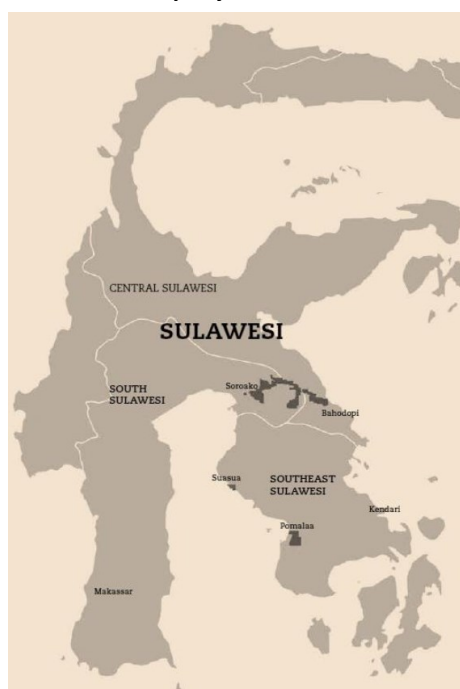 CENTRAL SULAWESI
SULAWESI
SOUTH
SULAWESI
Soroako
Bahodopi
Suasua
SOUTHEAST
SULAWESI
Kendari
Pomalaa
Makassar